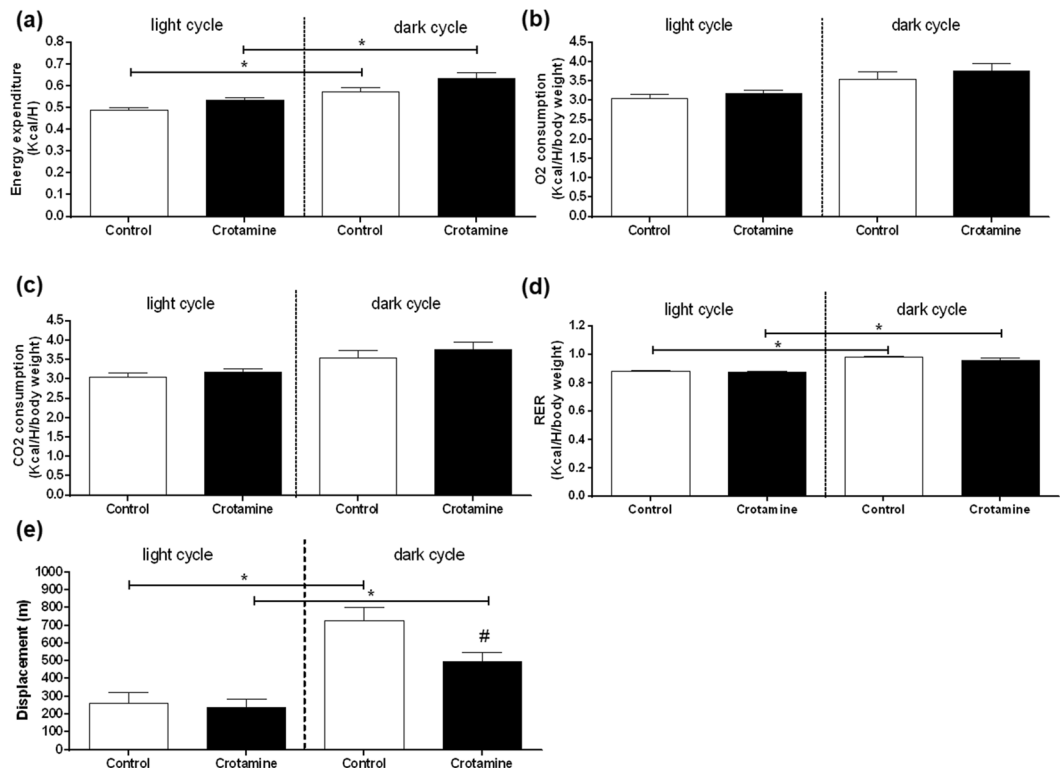 (a)
light cycle
dark cycle
Energy expenditure
(Kcal/H)
0.8
0.7
0.6
0.5
0.4
0.3
0.2
0.1
0.0
*
*
Control
Crotamine
Control
Crotamine
(b)
light cycle
dark cycle
O2 consumption
(Kcal/H/body weight)
4.5
4.0
3.5
3.0
2.5
2.0
1.5
1.0
0.5
0.0
Control
Crotamine
Control
Crotamine
(c)
light cycle
dark cycle
CO2 consumption
(Kcal/H/body weight)
4.5
4.0
3.5
3.0
2.5
2.0
1.5
1.0
0.5
0.0
Control
Crotamine
Control
Crotamine
(d)
light cycle
dark cycle
RER
(Kcal/H/body weight)
1.2
1.0
0.8
0.6
0.4
0.2
0.0
*
*
Control
Crotamine
Control
Crotamine
(e)
light cycle
dark cycle
Displacement (m)
1000
900
800
700
600
500
400
300
200
100
0
*
*
#
Control
Crotamine
Control
Crotamine